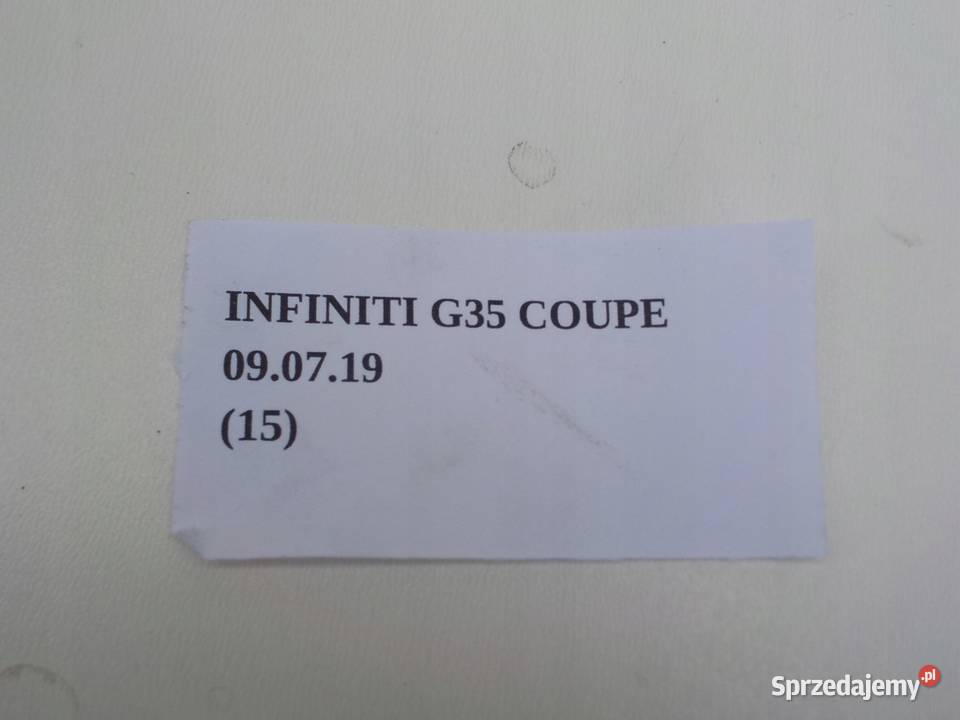 INFINITI G35 COUPE
09.07.19
(15)
Sprzedajemy.pl